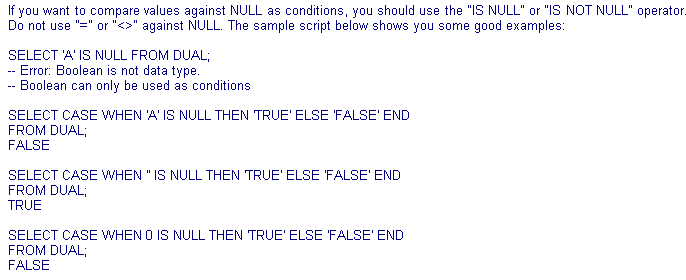 If you want to compare values against NULL as conditions, you should use the "IS NULL" or "IS NOT NULL" operator.
Do not use "=" or "<>" against NULL. The sample script below shows you some good examples:
SELECT 'A' IS NULL FROM DUAL;
-- Error: Boolean is not data type.
-- Boolean can only be used as conditions
SELECT CASE WHEN 'A' IS NULL THEN 'TRUE' ELSE 'FALSE' END
FROM DUAL;
FALSE
SELECT CASE WHEN '' IS NULL THEN 'TRUE' ELSE 'FALSE' END
FROM DUAL;
TRUE
SELECT CASE WHEN 0 IS NULL THEN 'TRUE' ELSE 'FALSE' END
FROM DUAL;
FALSE